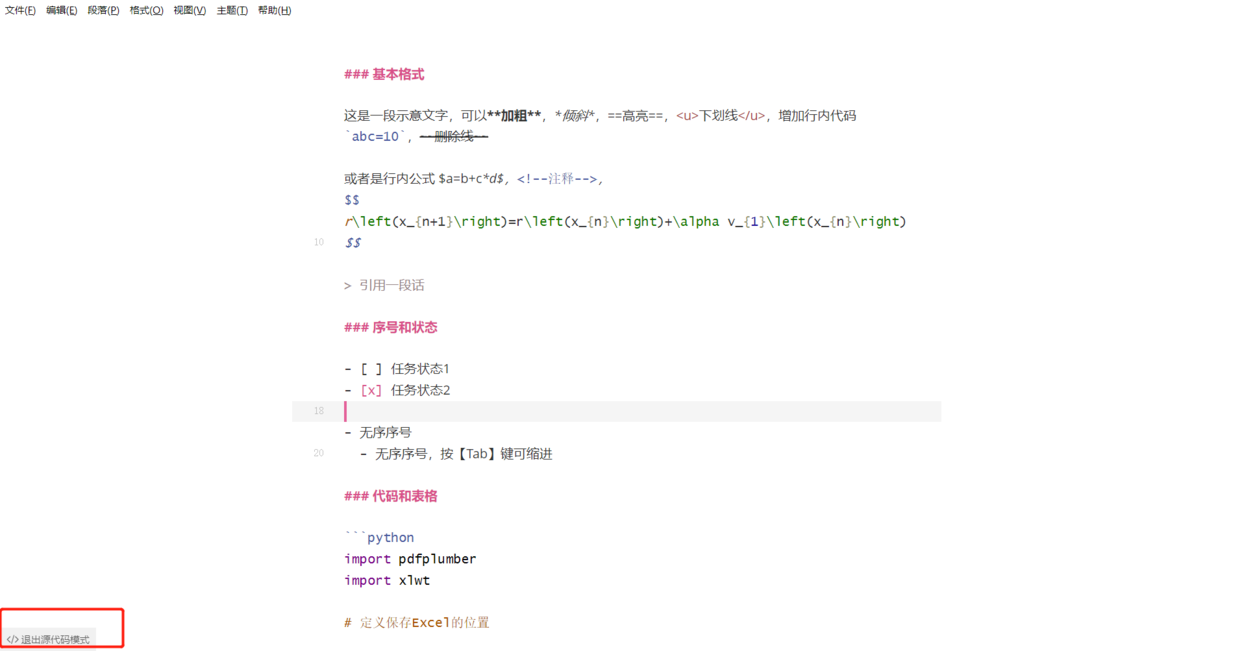 文件(F) 编辑(E) 段落(P) 格式(O) 视图(V) 主题(T) 帮助(H)
### 基本格式
这是一段示意文字，可以**加粗**，*倾斜*，==高亮==，<u>下划线</u>，增加行内代码
`abc=10`，~~删除线~~
或者是行内公式 $a=b+c*d$，<!--注释-->，
$$
r\left(x_{n+1}\right)=r\left(x_{n}\right)+\alpha v_{1}\left(x_{n}\right)
10 $$
> 引用一段话
### 序号和状态
- [ ] 任务状态1
- [x] 任务状态2
18
- 无序序号
20 - 无序序号，按【Tab】键可缩进
### 代码和表格
```python
import pdfplumber
import xlwt
# 定义保存Excel的位置
</> 退出源代码模式